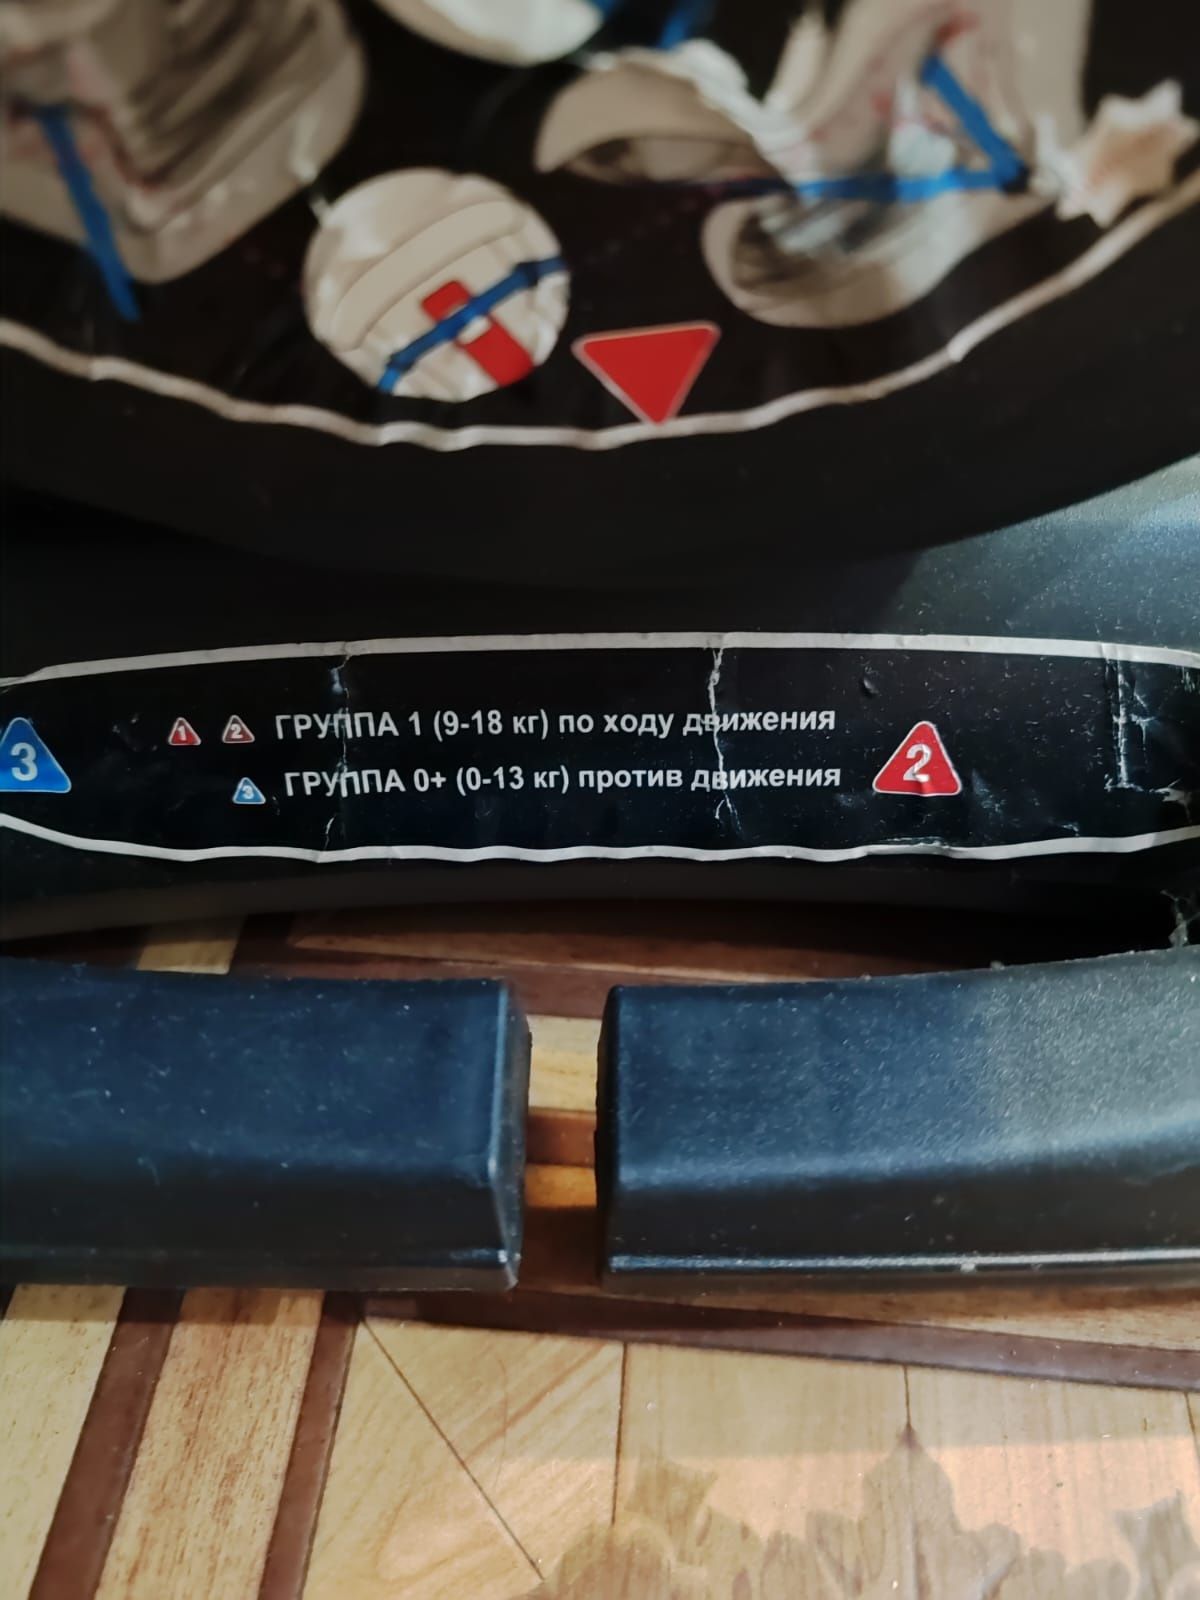 3
1 2 ГРУППА 1 (9-18 кг) по ходу движения
3 ГРУППА 0+ (0-13 кг) против движения
2